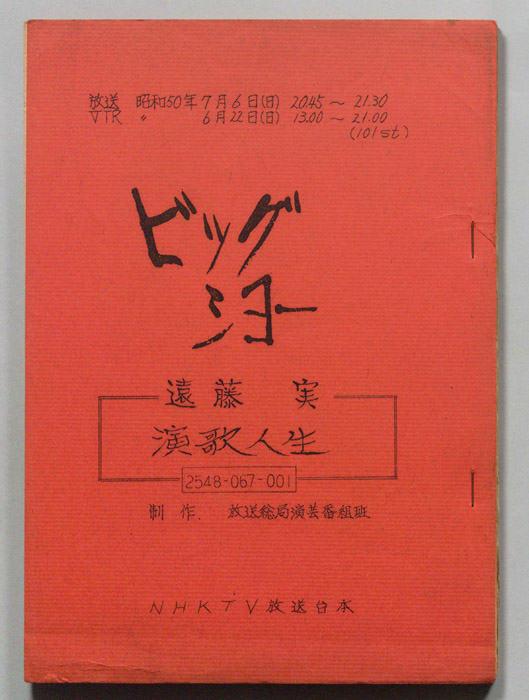 放送 昭和50年7月6日(日) 2045〜21.30
VTR 〃 6月22日(日) 13.00〜21.00
(101st)
ビッグ
ショー
遠藤 実
演歌人生
2548-067-001
制作. 放送総局演芸番組班
NHKTV放送台本